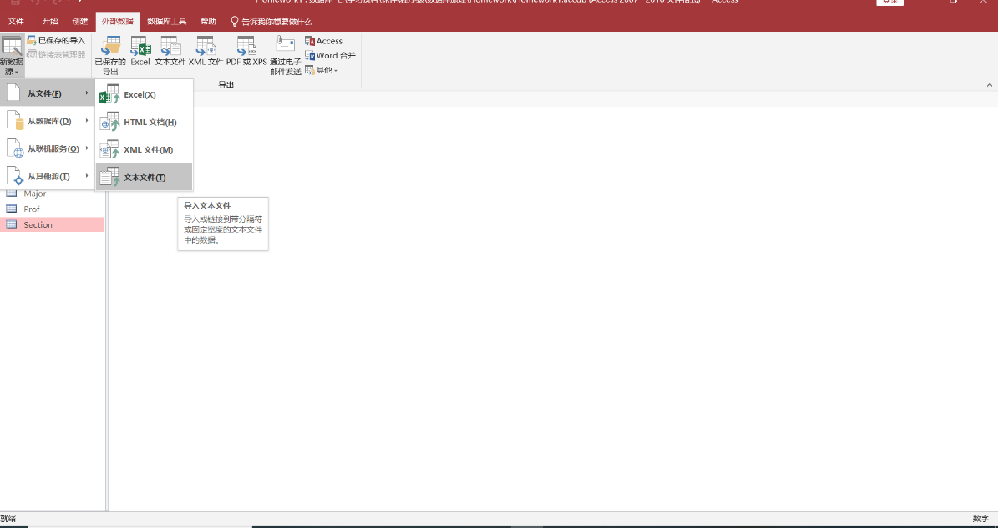 文件 开始 创建 外部数据 数据库工具 帮助 告诉我你想要做什么
新数据
源
已保存的导入
链接表管理器
已保存的
导出
Excel
文本文件
XML 文件
PDF 或 XPS
通过电子
邮件发送
Access
Word 合并
其他
导出
从文件(F)
从数据库(D)
从联机服务(O)
从其他源(T)
Excel(X)
HTML 文档(H)
XML 文件(M)
文本文件(T)
导入文本文件
导入或链接到带分隔符
或固定宽度的文本文件
中的数据。
Major
Prof
Section
就绪
数字